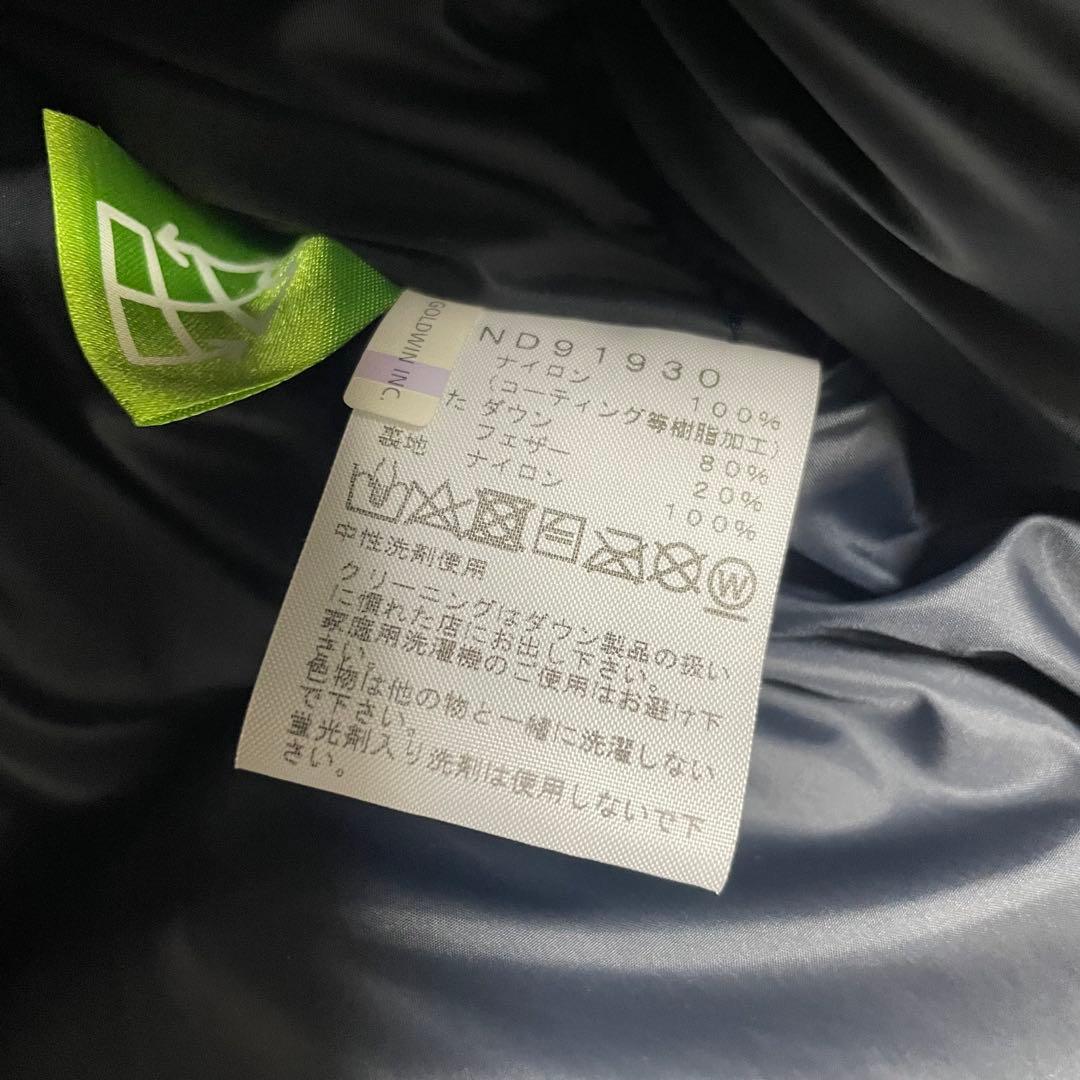 GOLDWIN INC.
ND91930
ナイロン 100%
(コーティング等樹脂加工)
た ダウン 80%
フェザー 20%
裏地 ナイロン 100%
W
中性洗剤使用
クリーニングはダウン製品の扱い
に慣れた店にお出し下さい。
家庭用洗濯機のご使用はお避け下
さい。
色物は他の物と一緒に洗濯しない
で下さい。
蛍光剤入り洗剤は使用しないで下
さい。